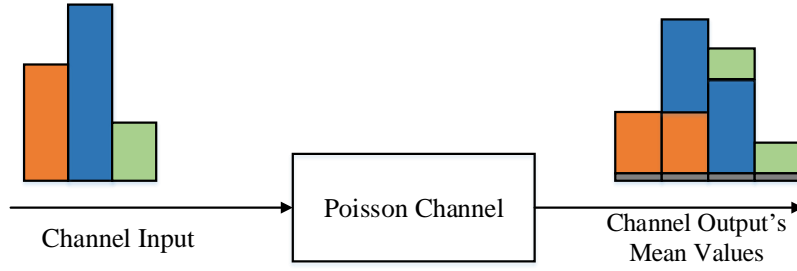 Channel Input
Poisson Channel
Channel Output's
Mean Values